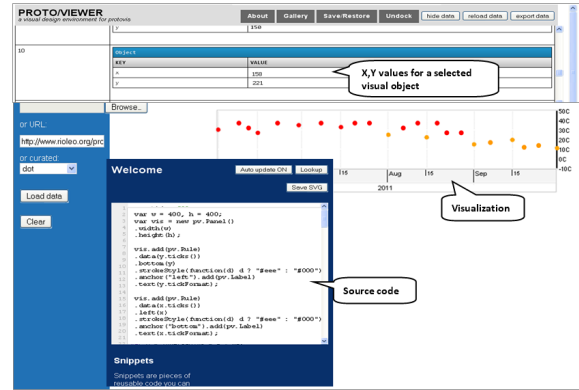 PROTO/VIEWER
a visual design environment for protovis
About Gallery Save/Restore Undock hide data reload data export data
y 150
10
Object
KEY VALUE
x 150
y 221
X,Y values for a selected visual object
Browse..
or URL:
http://www.rioleo.org/prc
or curated:
dot
Load data
Clear
50C
40C
30C
20C
10C
0C
-10C
16 Aug 16 Sep 16
2011
Visualization
Welcome
Auto update ON Lookup
Save SVG
var w = 400, h = 400;
var vis = new pv.Panel()
.width(w)
.height(h);
vis.add(pv.Rule)
.data(y.ticks())
.bottom(y)
.strokeStyle(function(d) d ? "#eee" : "#000")
.anchor("left").add(pv.Label)
.text(y.tickFormat);
vis.add(pv.Rule)
.data(x.ticks())
.left(x)
.strokeStyle(function(d) d ? "#eee" : "#000")
.anchor("bottom").add(pv.Label)
.text(x.tickFormat);
Source code
Snippets
Snippets are pieces of
reusable code you can